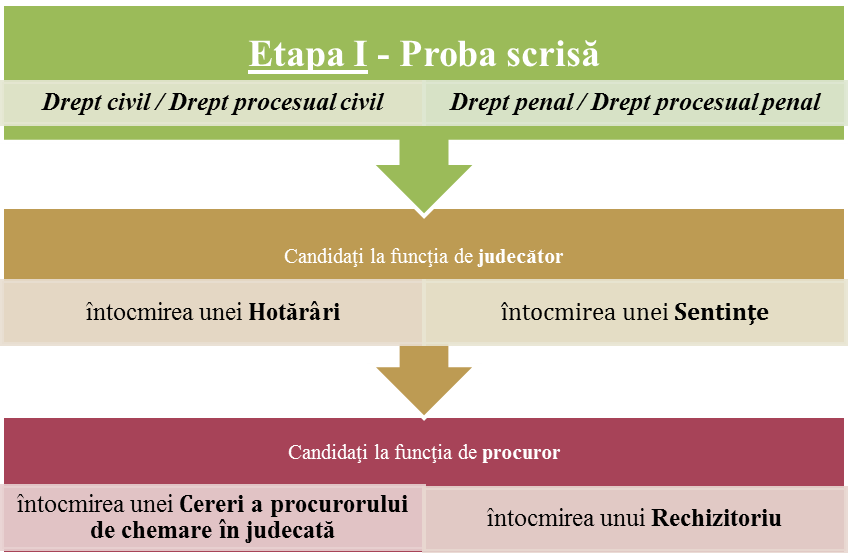 Etapa I - Proba scrisă
Drept civil / Drept procesual civil
Drept penal / Drept procesual penal
Candidaţi la funcţia de judecător
întocmirea unei Hotărâri
întocmirea unei Sentinţe
Candidaţi la funcţia de procuror
întocmirea unei Cereri a procurorului
de chemare în judecată
întocmirea unui Rechizitoriu